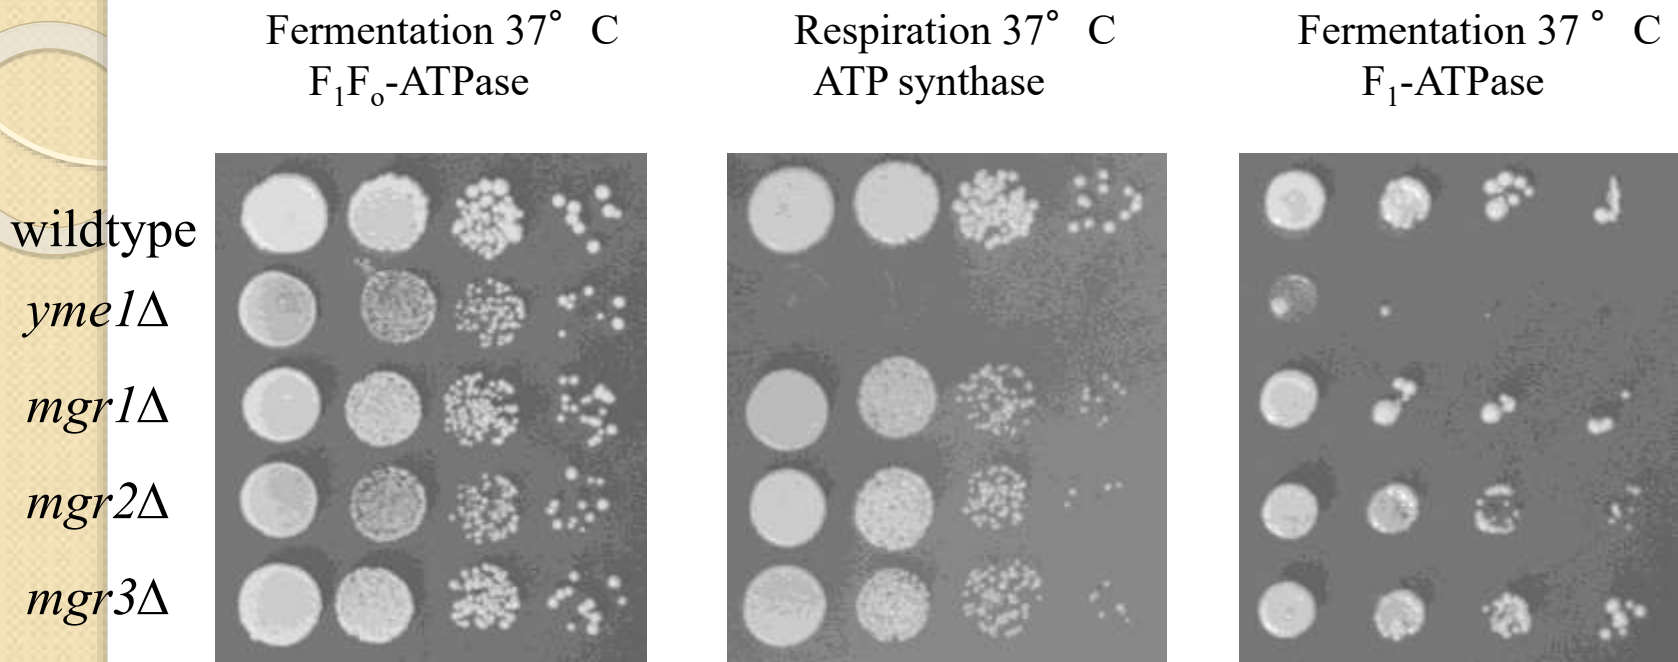 Fermentation 37° C
F₁Fₒ-ATPase
Respiration 37° C
ATP synthase
Fermentation 37 ° C
F₁-ATPase
wildtype
yme1Δ
mgr1Δ
mgr2Δ
mgr3Δ